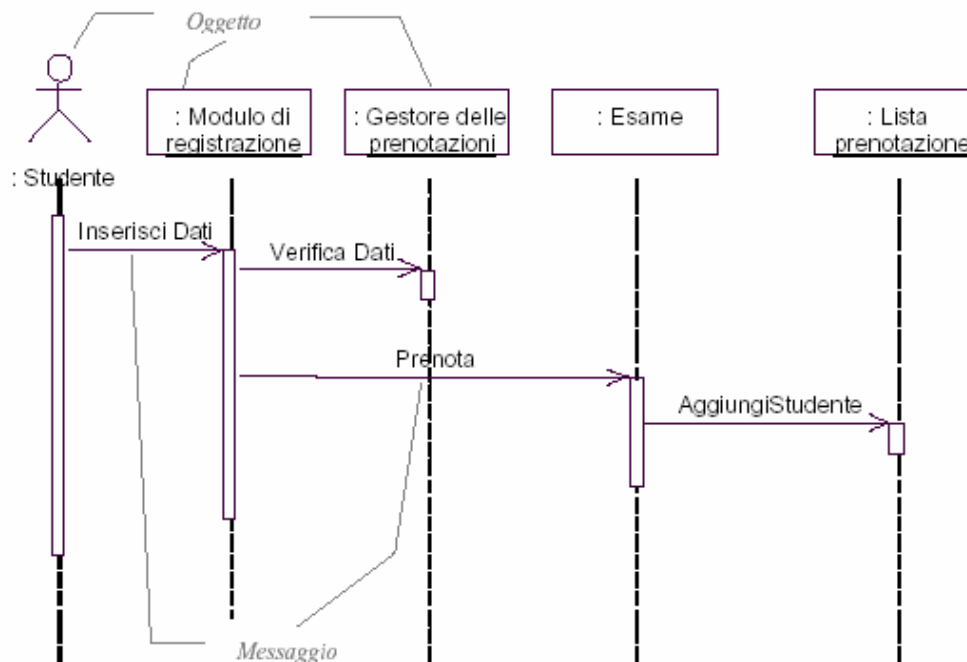 Oggetto
: Modulo di
registrazione
: Gestore delle
prenotazioni
: Esame
: Lista
prenotazione
: Studente
Inserisci Dati
Verifica Dati
Prenota
AggiungiStudente
Messaggio